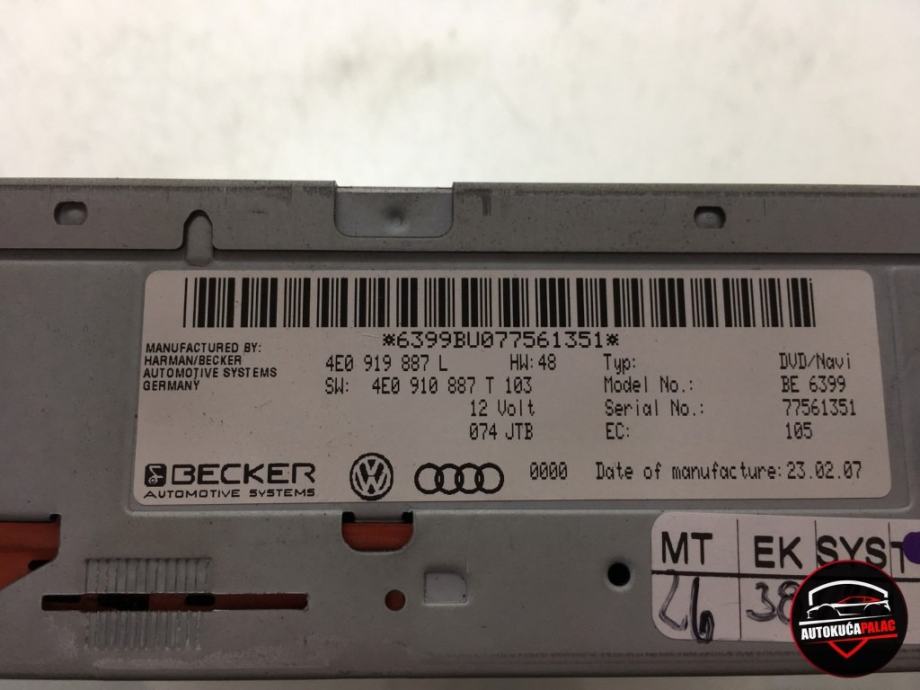 *6399BU077561351*
MANUFACTURED BY:
HARMAN/BECKER
AUTOMOTIVE SYSTEMS
GERMANY
4E0 919 887 L HW:48
SW: 4E0 910 887 T 103
12 Volt
074 JTB
Typ: DVD/Navi
Model No.: BE 6399
Serial No.: 77561351
EC: 105
BECKER
AUTOMOTIVE SYSTEMS
0000 Date of manufacture: 23.02.07
MT EK SYST
26 38
AUTOKUĆAPALAC